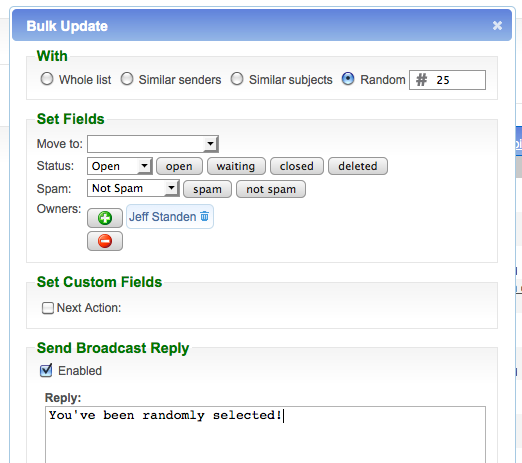 Bulk Update
With
Whole list Similar senders Similar subjects Random # 25
Set Fields
Move to:
Status: Open open waiting closed deleted
Spam: Not Spam spam not spam
Owners: Jeff Standen
Set Custom Fields
Next Action:
Send Broadcast Reply
Enabled
Reply:
You've been randomly selected!